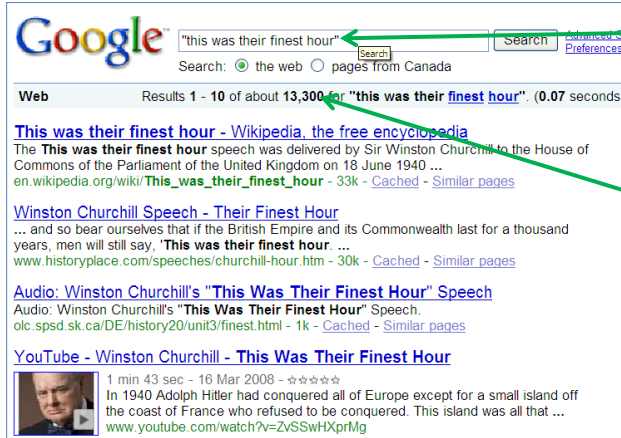 Google™
"this was their finest hour"
Search
Advanced
Preferences
Search
Search: the web pages from Canada
Web Results 1 - 10 of about 13,300 for "this was their finest hour". (0.07 seconds
This was their finest hour - Wikipedia, the free encyclopedia
The This was their finest hour speech was delivered by Sir Winston Churchill to the House of
Commons of the Parliament of the United Kingdom on 18 June 1940 ...
en.wikipedia.org/wiki/This_was_their_finest_hour - 33k - Cached - Similar pages
Winston Churchill Speech - Their Finest Hour
... and so bear ourselves that if the British Empire and its Commonwealth last for a thousand
years, men will still say, 'This was their finest hour. ...
www.historyplace.com/speeches/churchill-hour.htm - 30k - Cached - Similar pages
Audio: Winston Churchill's "This Was Their Finest Hour" Speech
Audio: Winston Churchill's "This Was Their Finest Hour" Speech.
olc.spsd.sk.ca/DE/history20/unit3/finest.html - 1k - Cached - Similar pages
YouTube - Winston Churchill - This Was Their Finest Hour
1 min 43 sec - 16 Mar 2008 - ☆☆☆☆☆
In 1940 Adolph Hitler had conquered all of Europe except for a small island off
the coast of France who refused to be conquered. This island was all that ...
www.youtube.com/watch?v=ZvSSwHXprMg